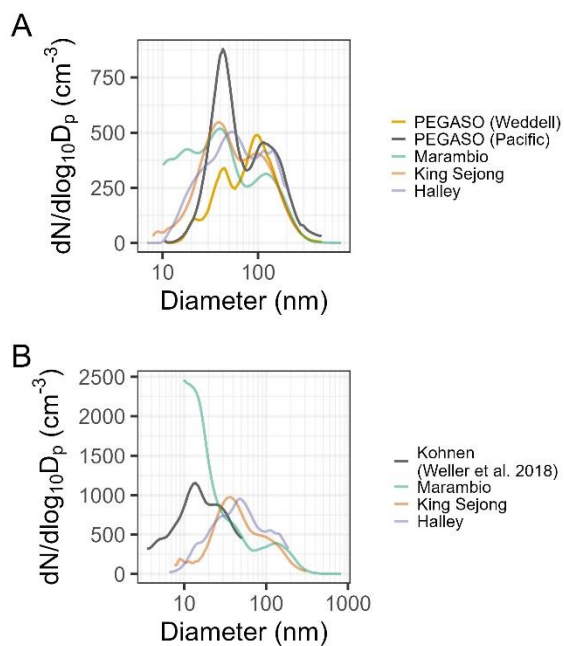 A
dN/dlog10Dp (cm-3)
750
500
250
0
10
100
Diameter (nm)
PEGASO (Weddell)
PEGASO (Pacific)
Marambio
King Sejong
Halley
B
dN/dlog10Dp (cm-3)
2500
2000
1500
1000
500
0
10
100
1000
Diameter (nm)
Kohnen
(Weller et al. 2018)
Marambio
King Sejong
Halley